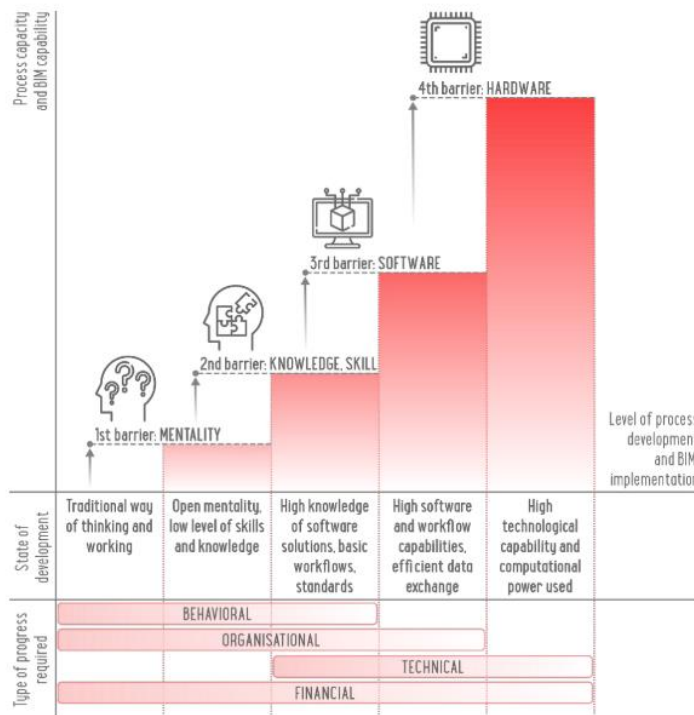 Process capacity
and BIM capability
4th barrier: HARDWARE
3rd barrier: SOFTWARE
2nd barrier: KNOWLEDGE, SKILL
1st barrier: MENTALITY
Level of process
development
and BIM
implementation
State of
development
Traditional way
of thinking and
working
Open mentality,
low level of skills
and knowledge
High knowledge
of software
solutions, basic
workflows,
standards
High software
and workflow
capabilities,
efficient data
exchange
High
technological
capability and
computational
power used
Type of progress
required
BEHAVIORAL
ORGANISATIONAL
TECHNICAL
FINANCIAL